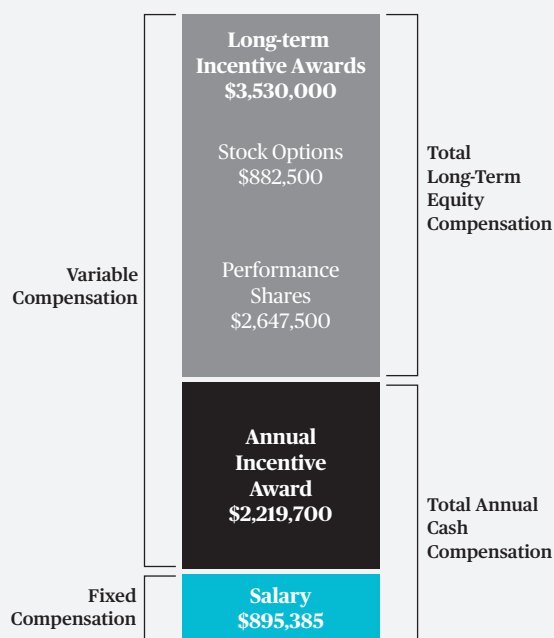 Long-term
Incentive Awards
$3,530,000
Stock Options
$882,500
Performance
Shares
$2,647,500
Total
Long-Term
Equity
Compensation
Variable
Compensation
Annual
Incentive
Award
$2,219,700
Total Annual
Cash
Compensation
Fixed
Compensation
Salary
$895,385